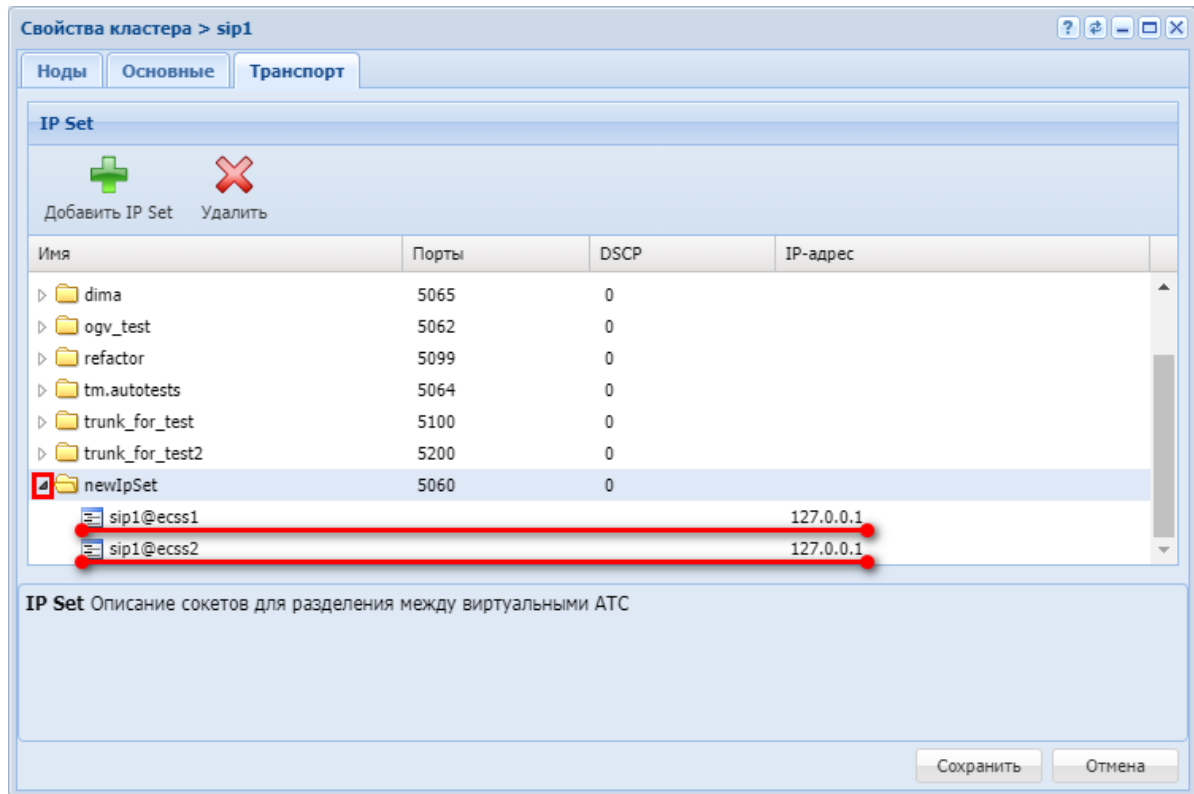 Свойства кластера > sip1
Ноды Основные Транспорт
IP Set
Добавить IP Set Удалить
Имя Порты DSCP IP-адрес
dima 5065 0
ogv_test 5062 0
refactor 5099 0
tm.autotests 5064 0
trunk_for_test 5100 0
trunk_for_test2 5200 0
newIpSet 5060 0
sip1@ecss1 127.0.0.1
sip1@ecss2 127.0.0.1
IP Set Описание сокетов для разделения между виртуальными АТС
Сохранить Отмена